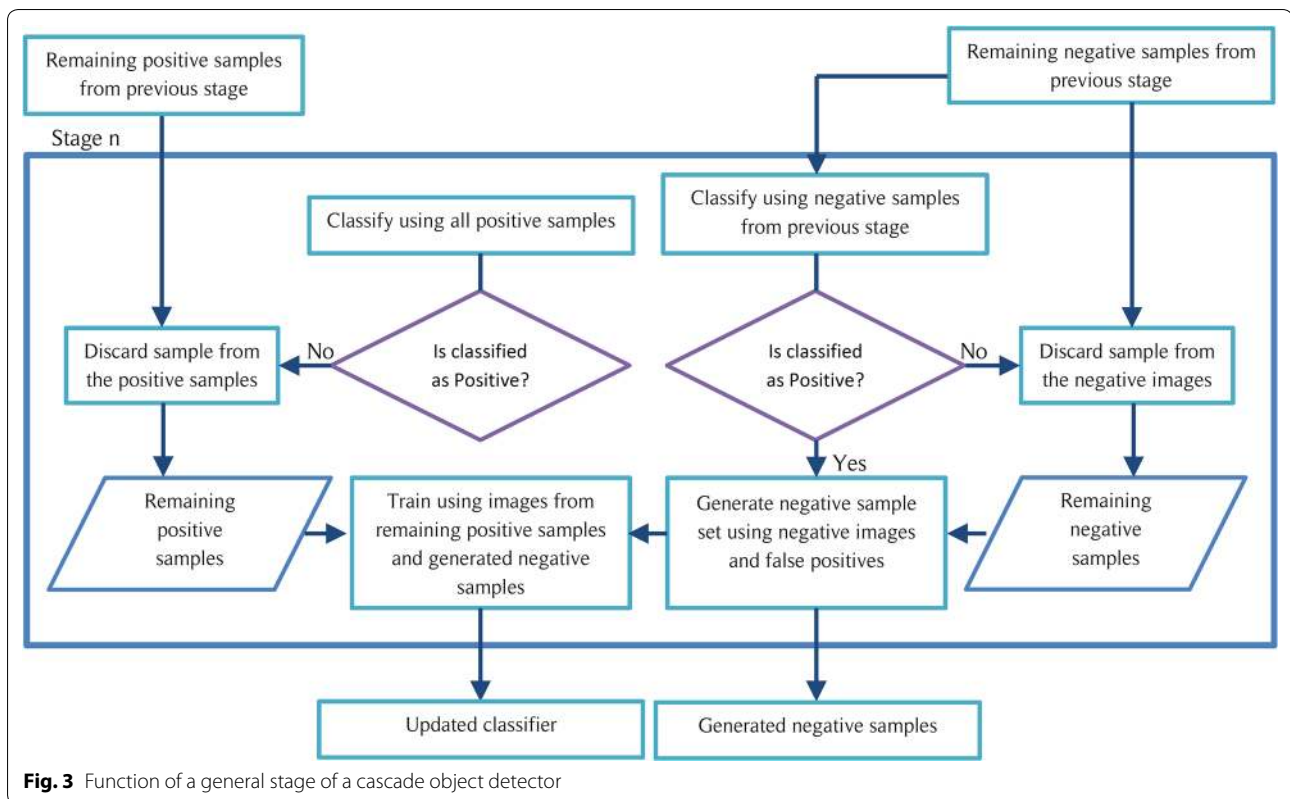 Remaining positive samples
from previous stage
Remaining negative samples from
previous stage
Stage n
Classify using all positive samples
Classify using negative samples
from previous stage
Discard sample from
the positive samples
No
Is classified
as Positive?
Is classified
as Positive?
No
Discard sample from
the negative images
Yes
Remaining
positive
samples
Train using images from
remaining positive samples
and generated negative
samples
Generate negative sample
set using negative images
and false positives
Remaining
negative
samples
Updated classifier
Generated negative samples
Fig. 3 Function of a general stage of a cascade object detector